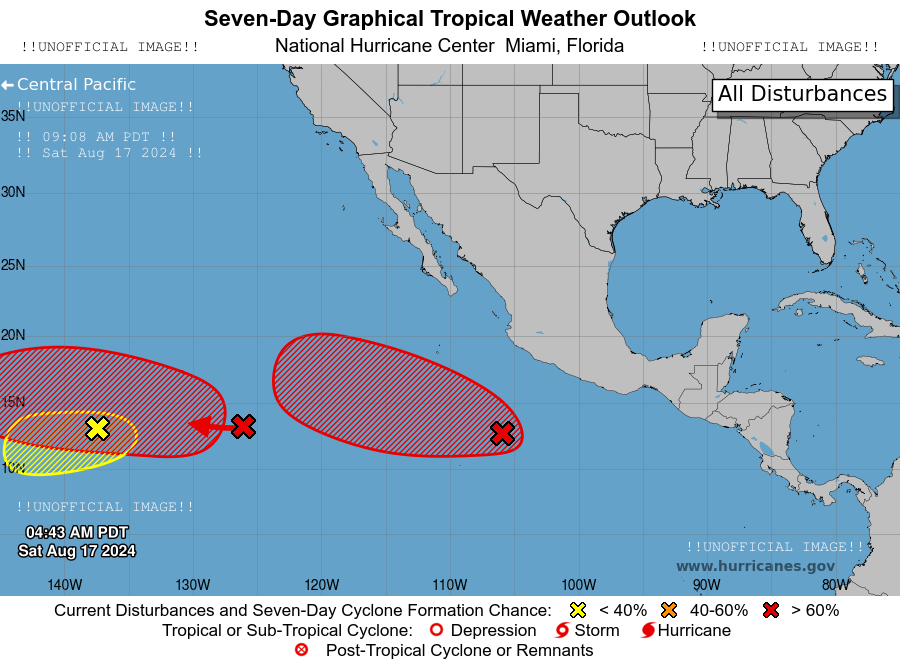 Seven-Day Graphical Tropical Weather Outlook
!!UNOFFICIAL IMAGE!! National Hurricane Center Miami, Florida !!UNOFFICIAL IMAGE!!
Central Pacific
All Disturbances
!!UNOFFICIAL IMAGE!!
35N
!! 09:08 AM PDT !!
!! Sat Aug 17 2024 !!
30N
25N
20N
15N
10N
!!UNOFFICIAL IMAGE!!
04:43 AM PDT
Sat Aug 17 2024
!!UNOFFICIAL IMAGE!!
www.hurricanes.gov
140W 130W 120W 110W 100W 90W 80W
Current Disturbances and Seven-Day Cyclone Formation Chance: < 40% 40-60% > 60%
Tropical or Sub-Tropical Cyclone: Depression Storm Hurricane
Post-Tropical Cyclone or Remnants